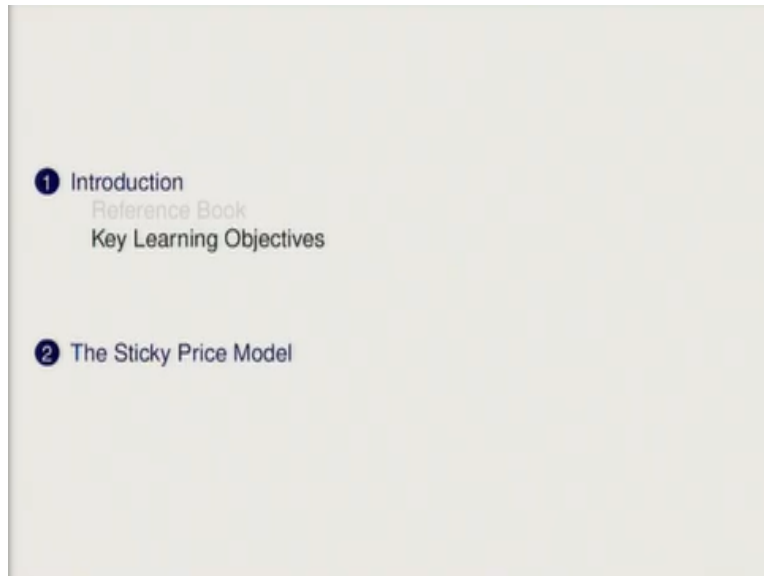 1 Introduction
Reference Book
Key Learning Objectives
2 The Sticky Price Model